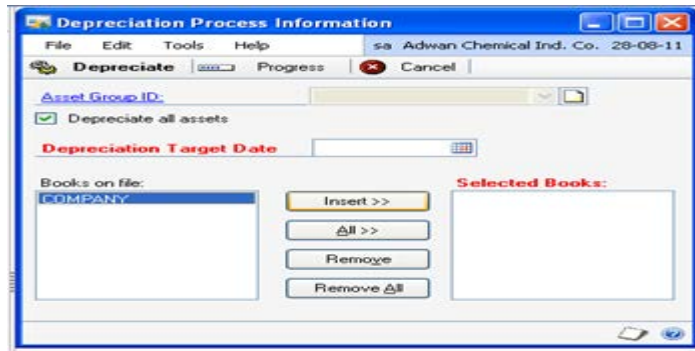 Depreciation Process Information
File Edit Tools Help sa Adwan Chemical Ind. Co. 28-08-11
Depreciate Progress Cancel
Asset Group ID:
Depreciate all assets
Depreciation Target Date
Books on file: Selected Books:
COMPANY
Insert >>
All >>
Remove
Remove All